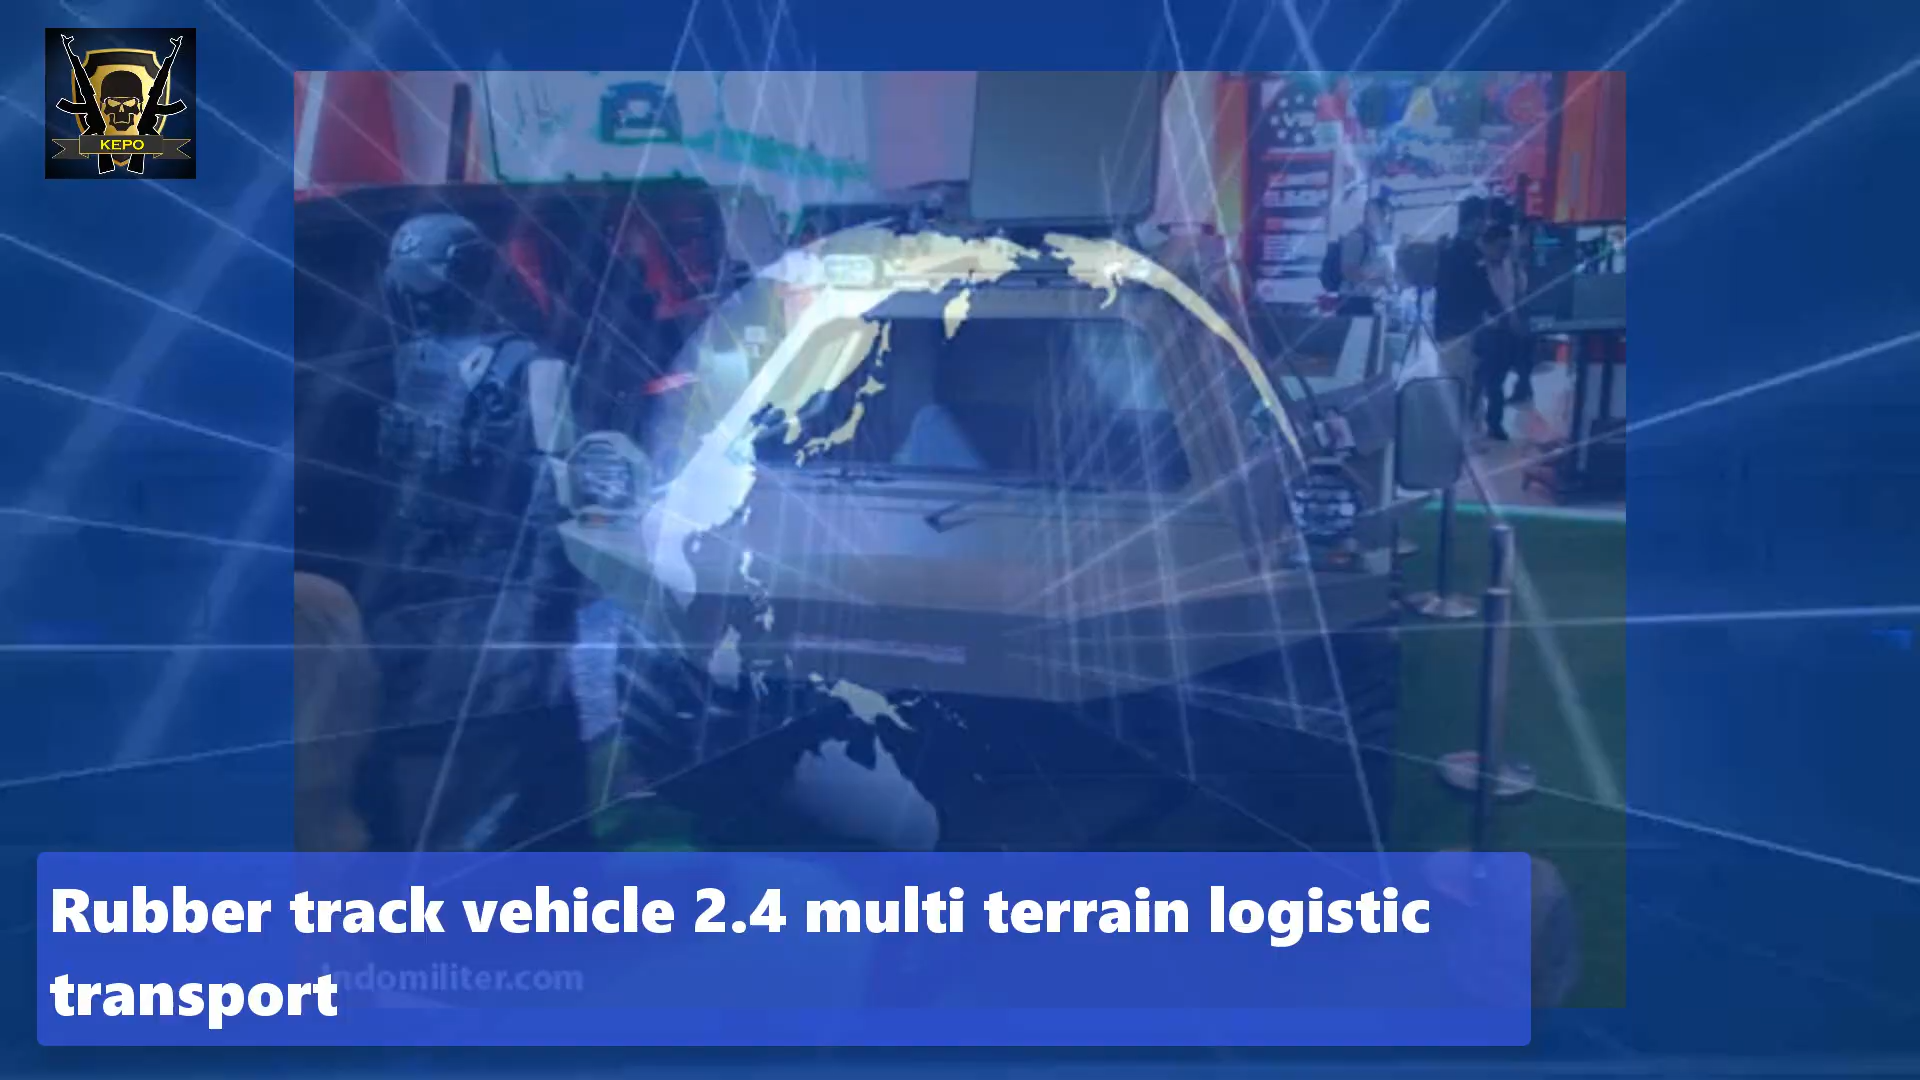 KEPO
Rubber track vehicle 2.4 multi terrain logistic
transport
Indomiliter.com